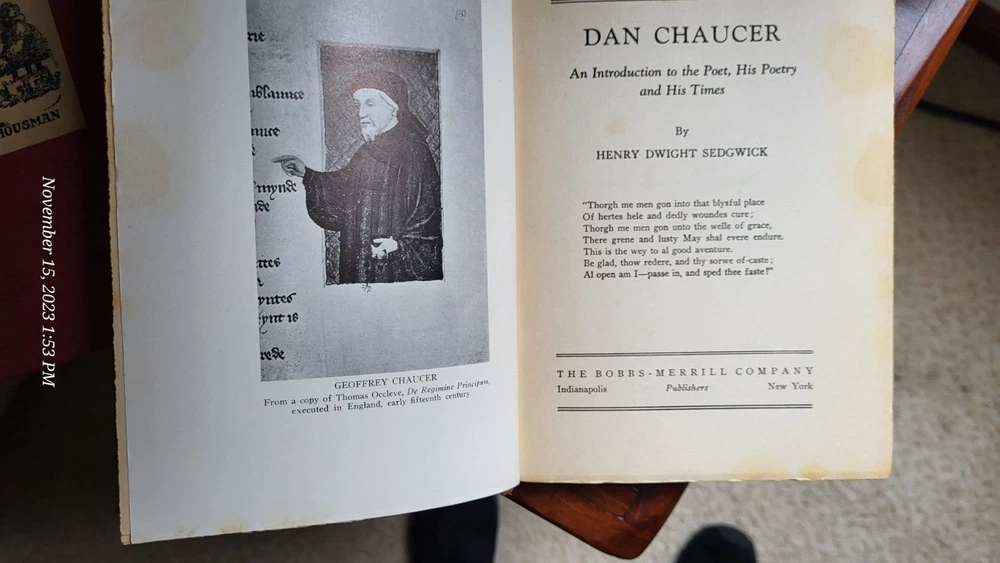 HOUSMAN
November 15, 2023 1:53 PM
GEOFFREY CHAUCER
From a copy of Thomas Occleve, De Regimine Principum,
executed in England, early fifteenth century.
DAN CHAUCER
An Introduction to the Poet, His Poetry
and His Times
By
HENRY DWIGHT SEDGWICK
"Thorgh me men gon into that blysful place
Of hertes hele and dedly woundes cure;
Thorgh me men gon unto the welle of grace,
There grene and lusty May shal evere endure.
This is the wey to al good aventure.
Be glad, thow redere, and thy sorwe of-caste;
Al open am I—passe in, and sped thee faste!"
THE BOBBS-MERRILL COMPANY
Indianapolis Publishers New York